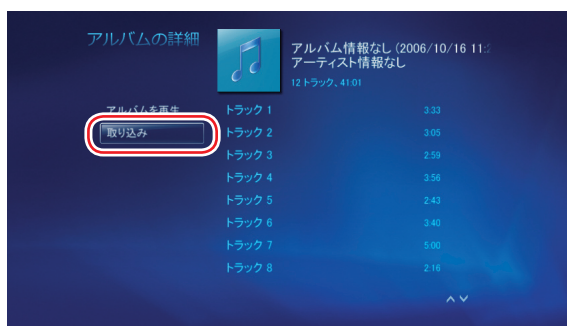 アルバムの詳細
アルバム情報なし (2006/10/16 11:
アーティスト情報なし
12 トラック、41:01
アルバムを再生
取り込み
トラック 1 3:33
トラック 2 3:05
トラック 3 2:59
トラック 4 3:56
トラック 5 2:43
トラック 6 3:40
トラック 7 5:00
トラック 8 2:16